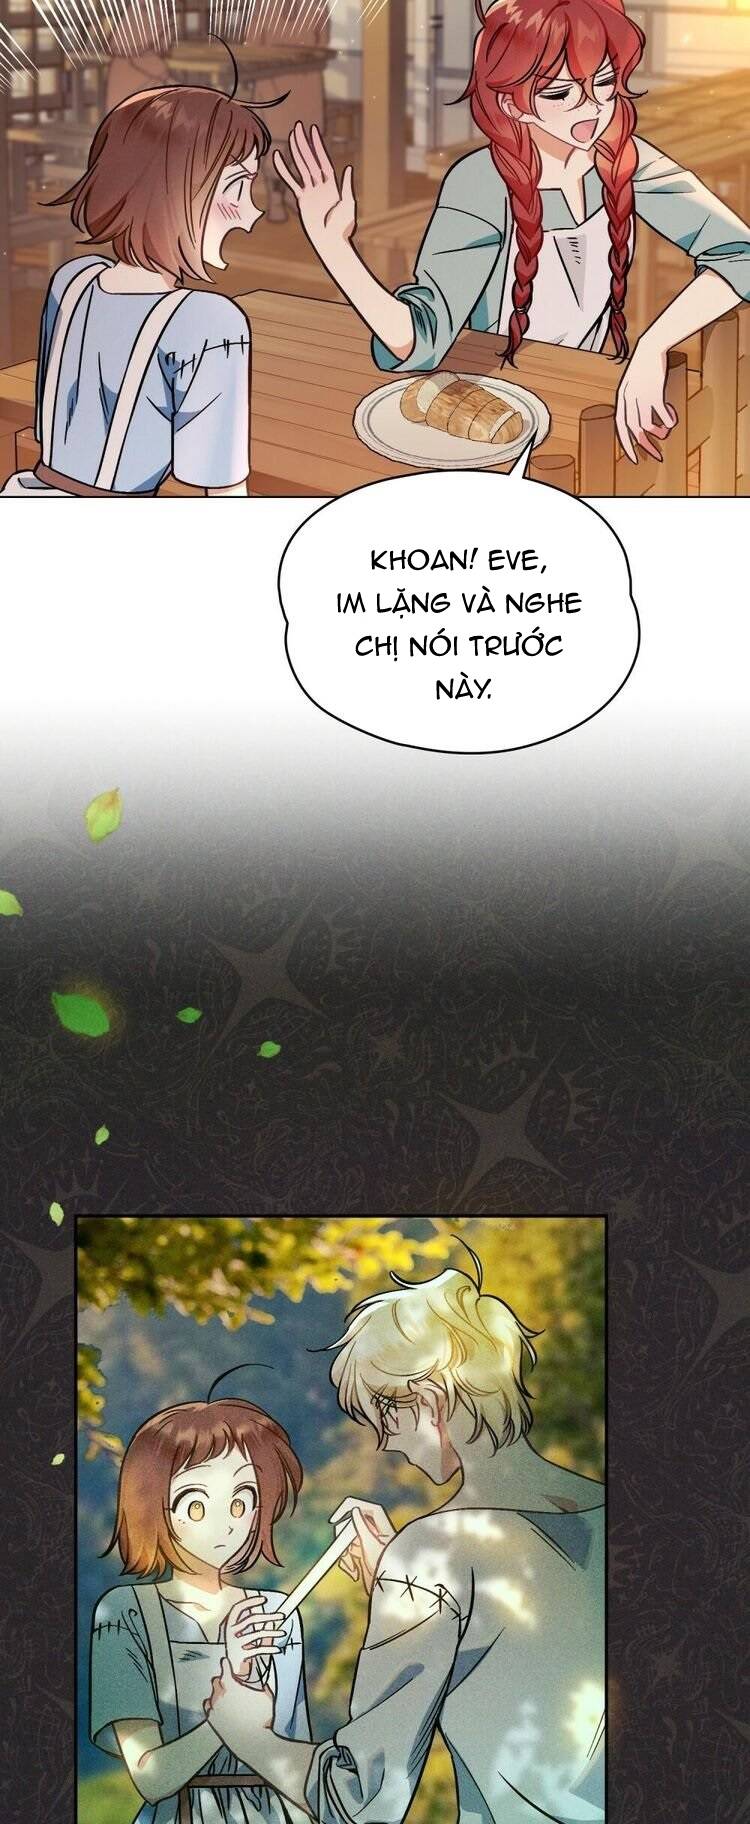 KHOAN! EVE,
IM LẶNG VÀ NGHE
CHỊ NÓI TRƯỚC
NÀY.